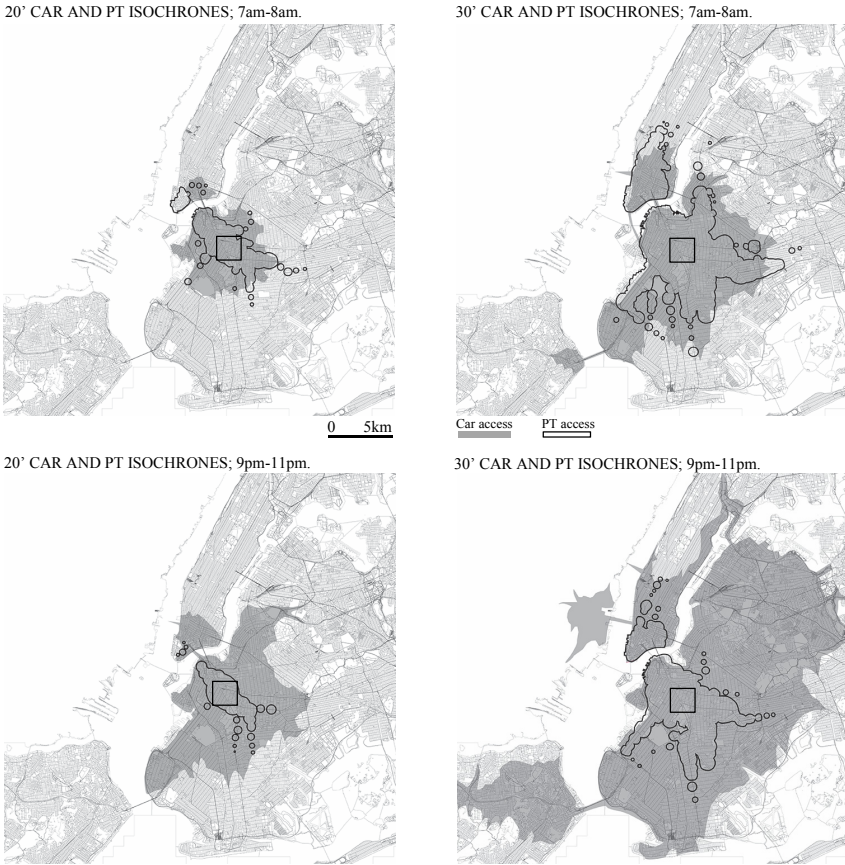 20’ CAR AND PT ISOCHRONES; 7am-8am.
30’ CAR AND PT ISOCHRONES; 7am-8am.
0 5km
Car access PT access
20’ CAR AND PT ISOCHRONES; 9pm-11pm.
30’ CAR AND PT ISOCHRONES; 9pm-11pm.